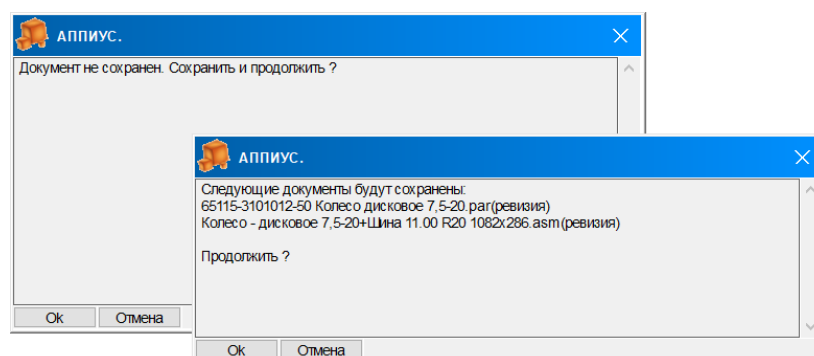 АППИУС.
Документ не сохранен. Сохранить и продолжить ?
АППИУС.
Следующие документы будут сохранены:
65115-3101012-50 Колесо дисковое 7,5-20.par(ревизия)
Колесо - дисковое 7,5-20+Шина 11.00 R20 1082x286.asm(ревизия)
Продолжить ?
Ok Отмена
Ok Отмена